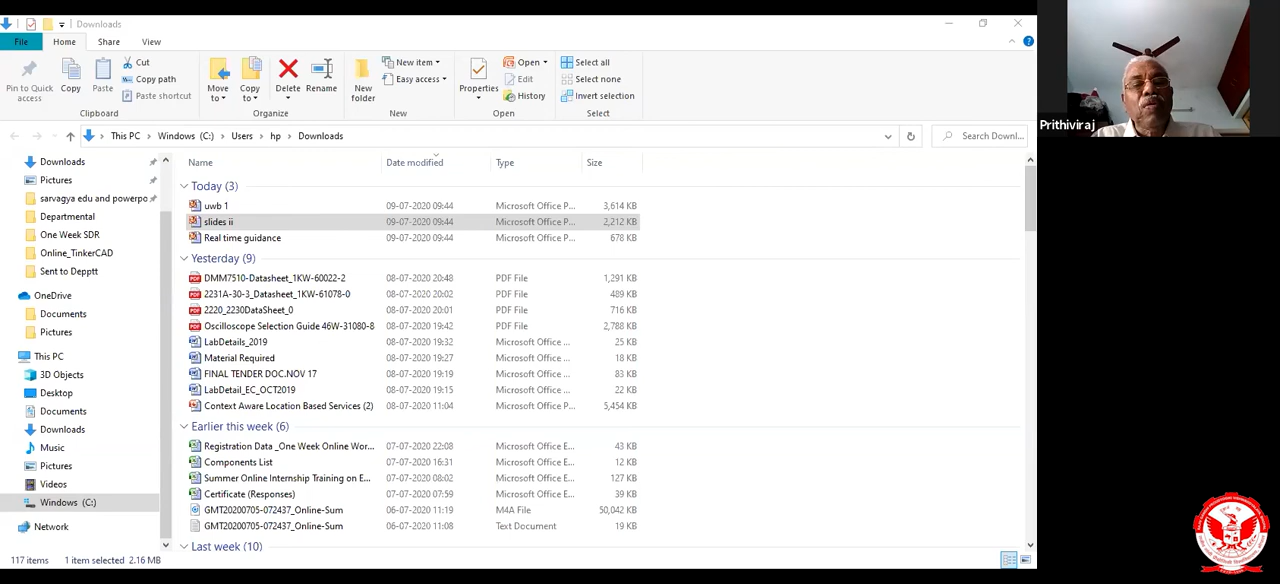 Downloads
File Home Share View
Pin to Quick access
Copy
Paste
Cut
Copy path
Paste shortcut
Clipboard
Move to
Copy to
Delete
Rename
Organize
New folder
New item
Easy access
New
Properties
Open
Edit
History
Open
Select all
Select none
Invert selection
Select
This PC > Windows (C:) > Users > hp > Downloads
Search Downl...
Downloads
Pictures
sarvagya edu and powerpo
Departmental
One Week SDR
Online_TinkerCAD
Sent to Depptt
OneDrive
Documents
Pictures
This PC
3D Objects
Desktop
Documents
Downloads
Music
Pictures
Videos
Windows (C:)
Network
Name Date modified Type Size
Today (3)
uwb 1 09-07-2020 09:44 Microsoft Office P... 3,614 KB
slides ii 09-07-2020 09:44 Microsoft Office P... 2,212 KB
Real time guidance 09-07-2020 09:44 Microsoft Office P... 678 KB
Yesterday (9)
DMM7510-Datasheet_1KW-60022-2 08-07-2020 20:48 PDF File 1,291 KB
2231A-30-3_Datasheet_1KW-61078-0 08-07-2020 20:02 PDF File 489 KB
2220_2230DataSheet_0 08-07-2020 20:01 PDF File 716 KB
Oscilloscope Selection Guide 46W-31080-8 08-07-2020 19:42 PDF File 2,788 KB
LabDetails_2019 08-07-2020 19:32 Microsoft Office ... 25 KB
Material Required 08-07-2020 19:27 Microsoft Office ... 18 KB
FINAL TENDER DOC.NOV 17 08-07-2020 19:19 Microsoft Office ... 83 KB
LabDetail_EC_OCT2019 08-07-2020 19:15 Microsoft Office ... 22 KB
Context Aware Location Based Services (2) 08-07-2020 11:04 Microsoft Office P... 5,454 KB
Earlier this week (6)
Registration Data _One Week Online Wor... 07-07-2020 22:08 Microsoft Office E... 43 KB
Components List 07-07-2020 16:31 Microsoft Office E... 12 KB
Summer Online Internship Training on E... 07-07-2020 08:02 Microsoft Office E... 127 KB
Certificate (Responses) 07-07-2020 07:59 Microsoft Office E... 39 KB
GMT20200705-072437_Online-Sum 06-07-2020 11:19 M4A File 50,042 KB
GMT20200705-072437_Online-Sum 06-07-2020 11:08 Text Document 19 KB
Last week (10)
117 items 1 item selected 2.16 MB
Prithiviraj